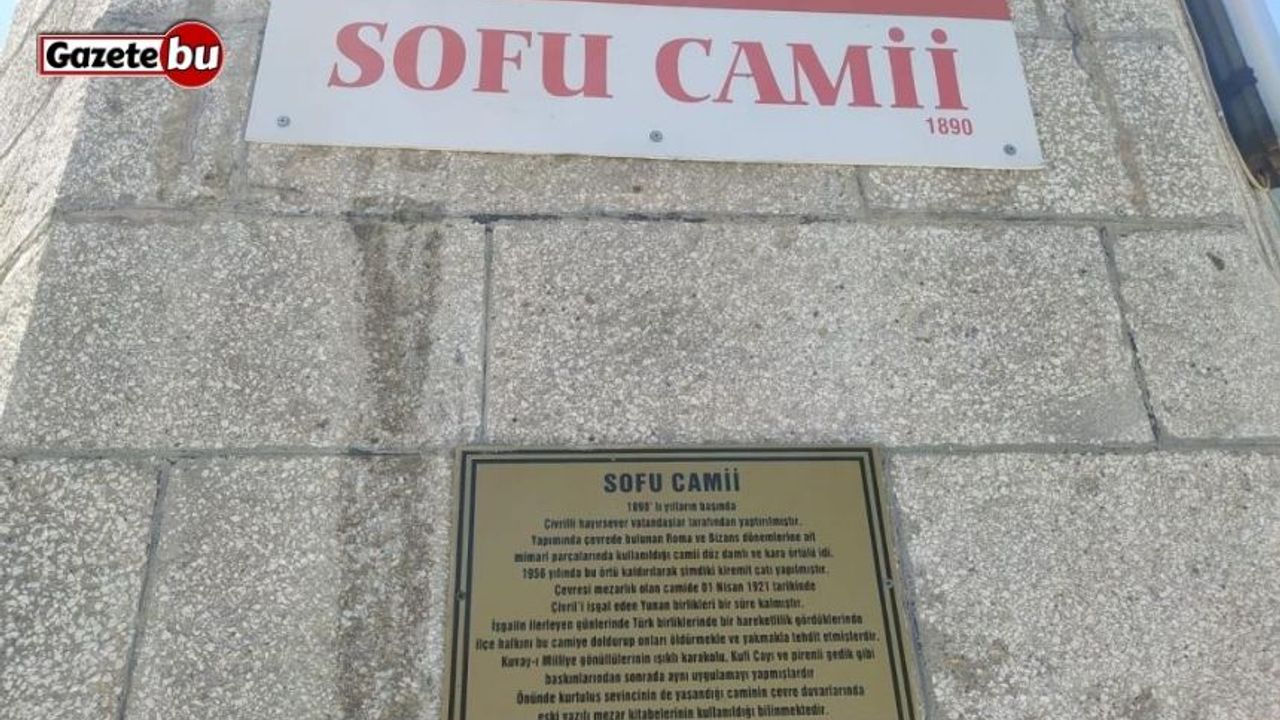 Gazete bu
SOFU CAMİİ
1890
SOFU CAMİİ
1890' lı yılların başında
Çivrilli hayırsever vatandaşlar tarafından yaptırılmıştır.
Yapımında çevrede bulunan Roma ve Bizans dönemlerine ait
mimari parçalarında kullanıldığı camii düz damlı ve kara örtülü idi.
1956 yılında bu örtü kaldırılarak şimdiki kiremit çatı yapılmıştır.
Çevresi mezarlık olan camide 01 Nisan 1921 tarihinde
Çivril'i işgal eden Yunan birlikleri bir süre kalmıştır.
İşgalin ilerleyen günlerinde Türk birliklerinde bir hareketlilik gördüklerinde
ilçe halkını bu camiye doldurup onları öldürmekle ve yakmakla tehdit etmişlerdir.
Kuvay-ı Milliye gönüllülerinin ışıklı karakolu, Kufi Çayı ve pirenli gedik gibi
baskınlarından sonrada aynı uygulamayı yapmışlardır
Önünde kurtuluş sevincinin de yaşandığı caminin çevre duvarlarında
eski yazılı mezar kitabelerinin kullanıldığı bilinmektedir.